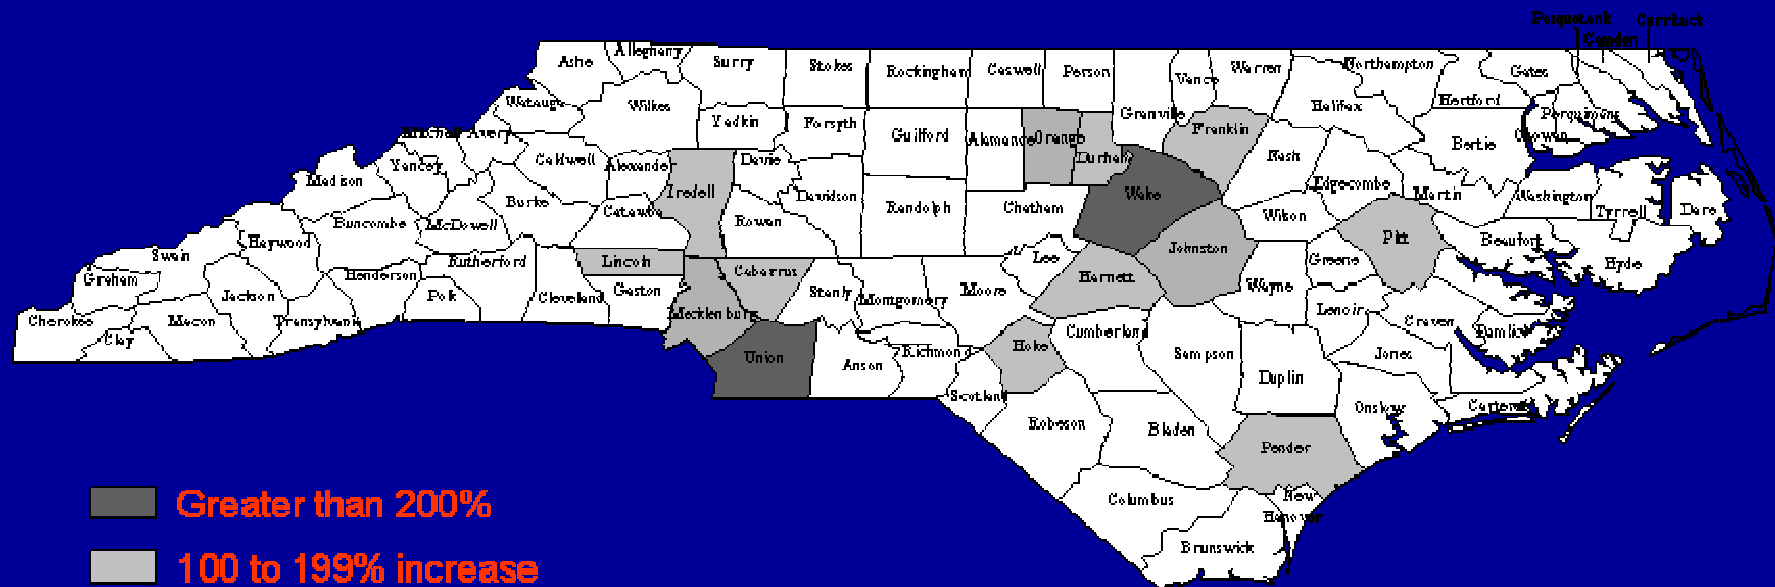 Pasquotank Currituck
Camden
Ashe Alleghany Surry Stokes Rockingham Caswell Person Vance Warren Northampton Gates
Watauga Wilkes Yadkin Forsyth Guilford Alamance Orange Durham Granville Franklin Halifax Hertford Perquimans
Mitchell Avery Caldwell Alexander Iredell Davie Nash Bertie Chowan
Madison Yancey Burke Catawba Rowan Davidson Randolph Chatham Wake Wilson Edgecombe Martin Washington Tyrrell Dare
Buncombe McDowell
Swain Haywood Rutherford Lincoln Cabarrus Lee Harnett Johnston Greene Pitt Beaufort Hyde
Graham Jackson Henderson Polk Cleveland Gaston Stanly Montgomery Moore Wayne
Cherokee Clay Macon Transylvania Mecklenburg Cumberland Lenoir Craven Pamlico
Union Anson Richmon Hoke Sampson Duplin Jones
Scotland Robeson Bladen Onslow Carteret
Pender
Columbus New
Hanover
Brunswick
Greater than 200%
100 to 199% increase